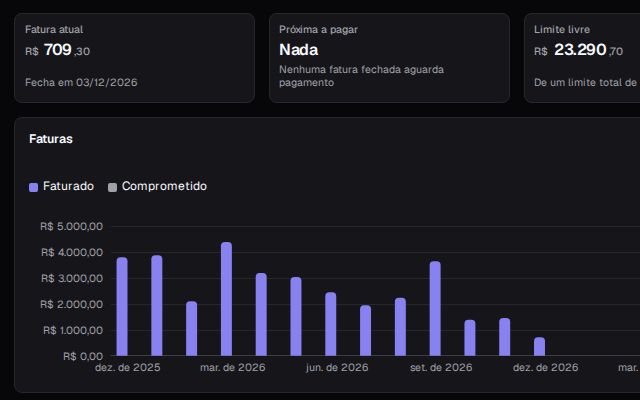 Fatura atual
R$ 709,30
Fecha em 03/12/2026
Próxima a pagar
Nada
Nenhuma fatura fechada aguarda
pagamento
Limite livre
R$ 23.290,70
De um limite total de
Faturas
Faturado
Comprometido
R$ 5.000,00
R$ 4.000,00
R$ 3.000,00
R$ 2.000,00
R$ 1.000,00
R$ 0,00
dez. de 2025
mar. de 2026
jun. de 2026
set. de 2026
dez. de 2026
mar.